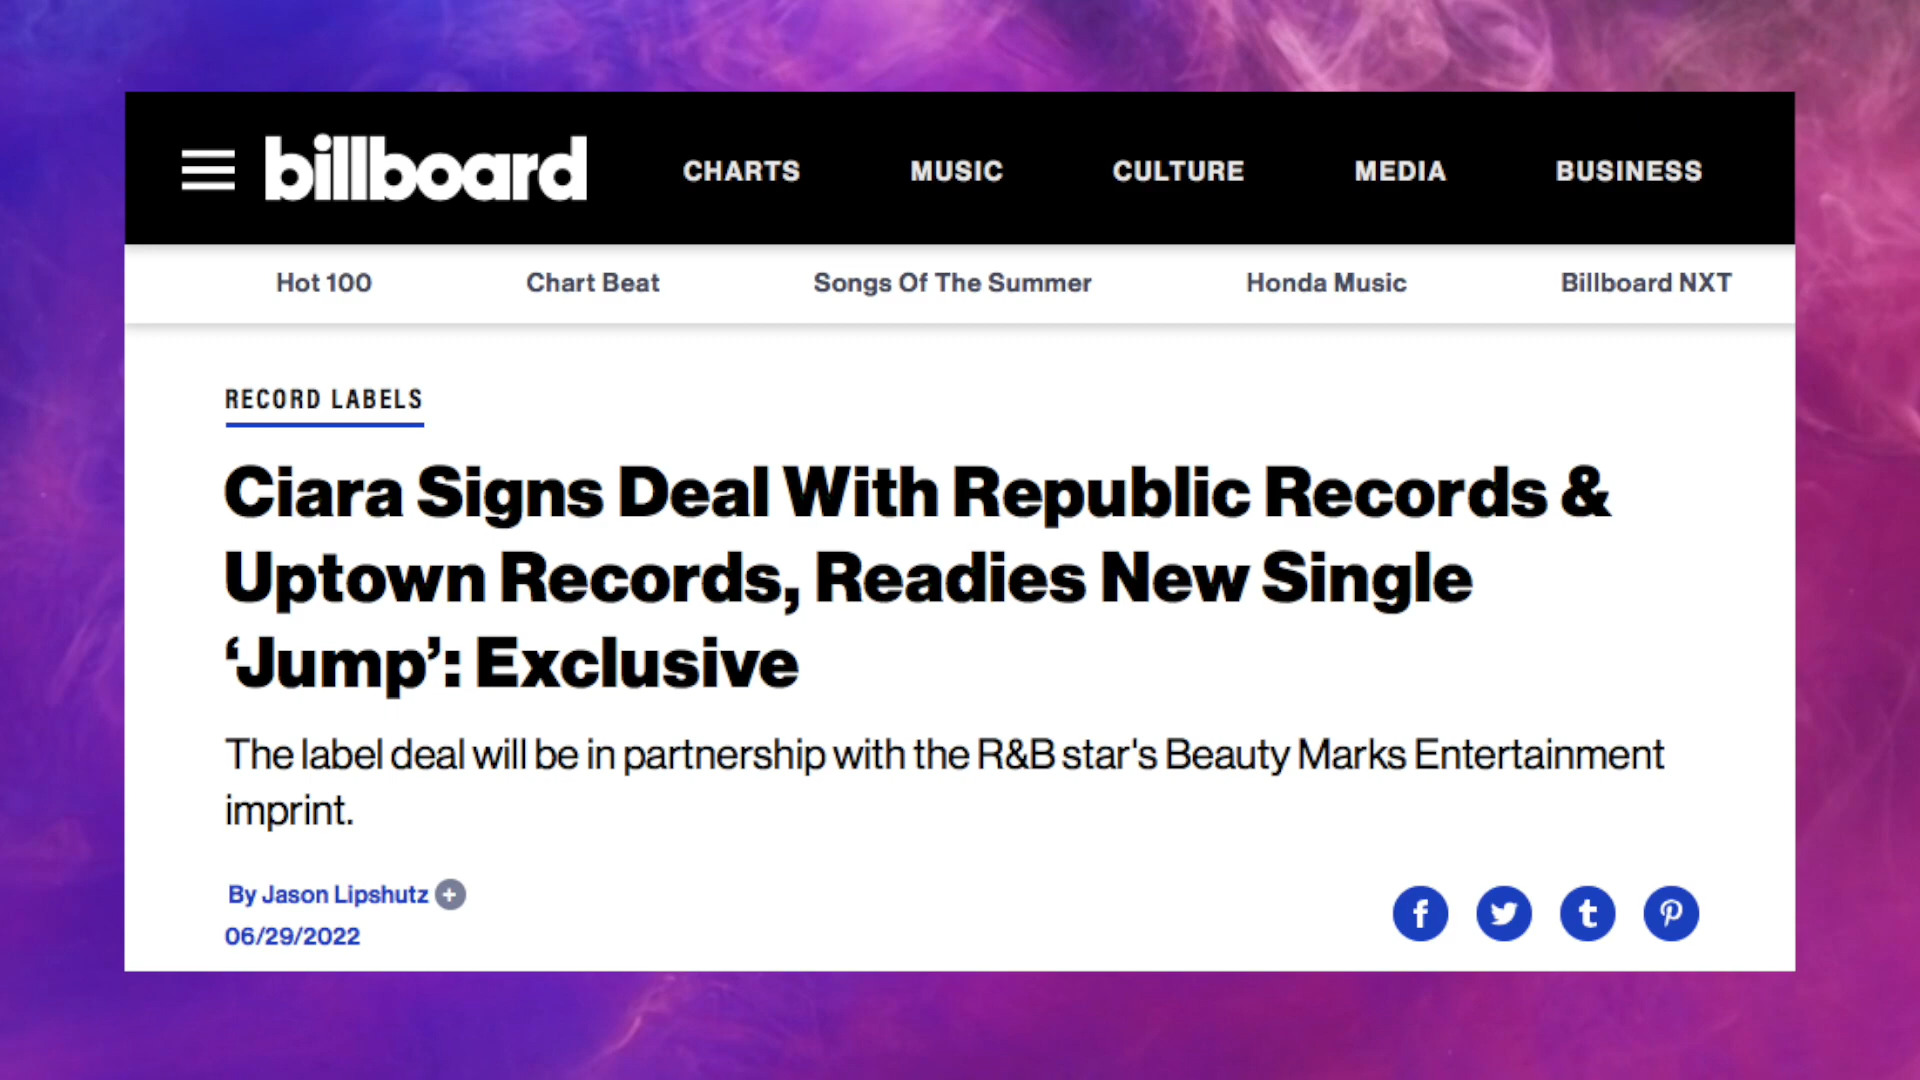 billboard CHARTS MUSIC CULTURE MEDIA BUSINESS
Hot 100 Chart Beat Songs Of The Summer Honda Music Billboard NXT
RECORD LABELS
Ciara Signs Deal With Republic Records &
Uptown Records, Readies New Single
‘Jump’: Exclusive
The label deal will be in partnership with the R&B star's Beauty Marks Entertainment
imprint.
By Jason Lipshutz
06/29/2022